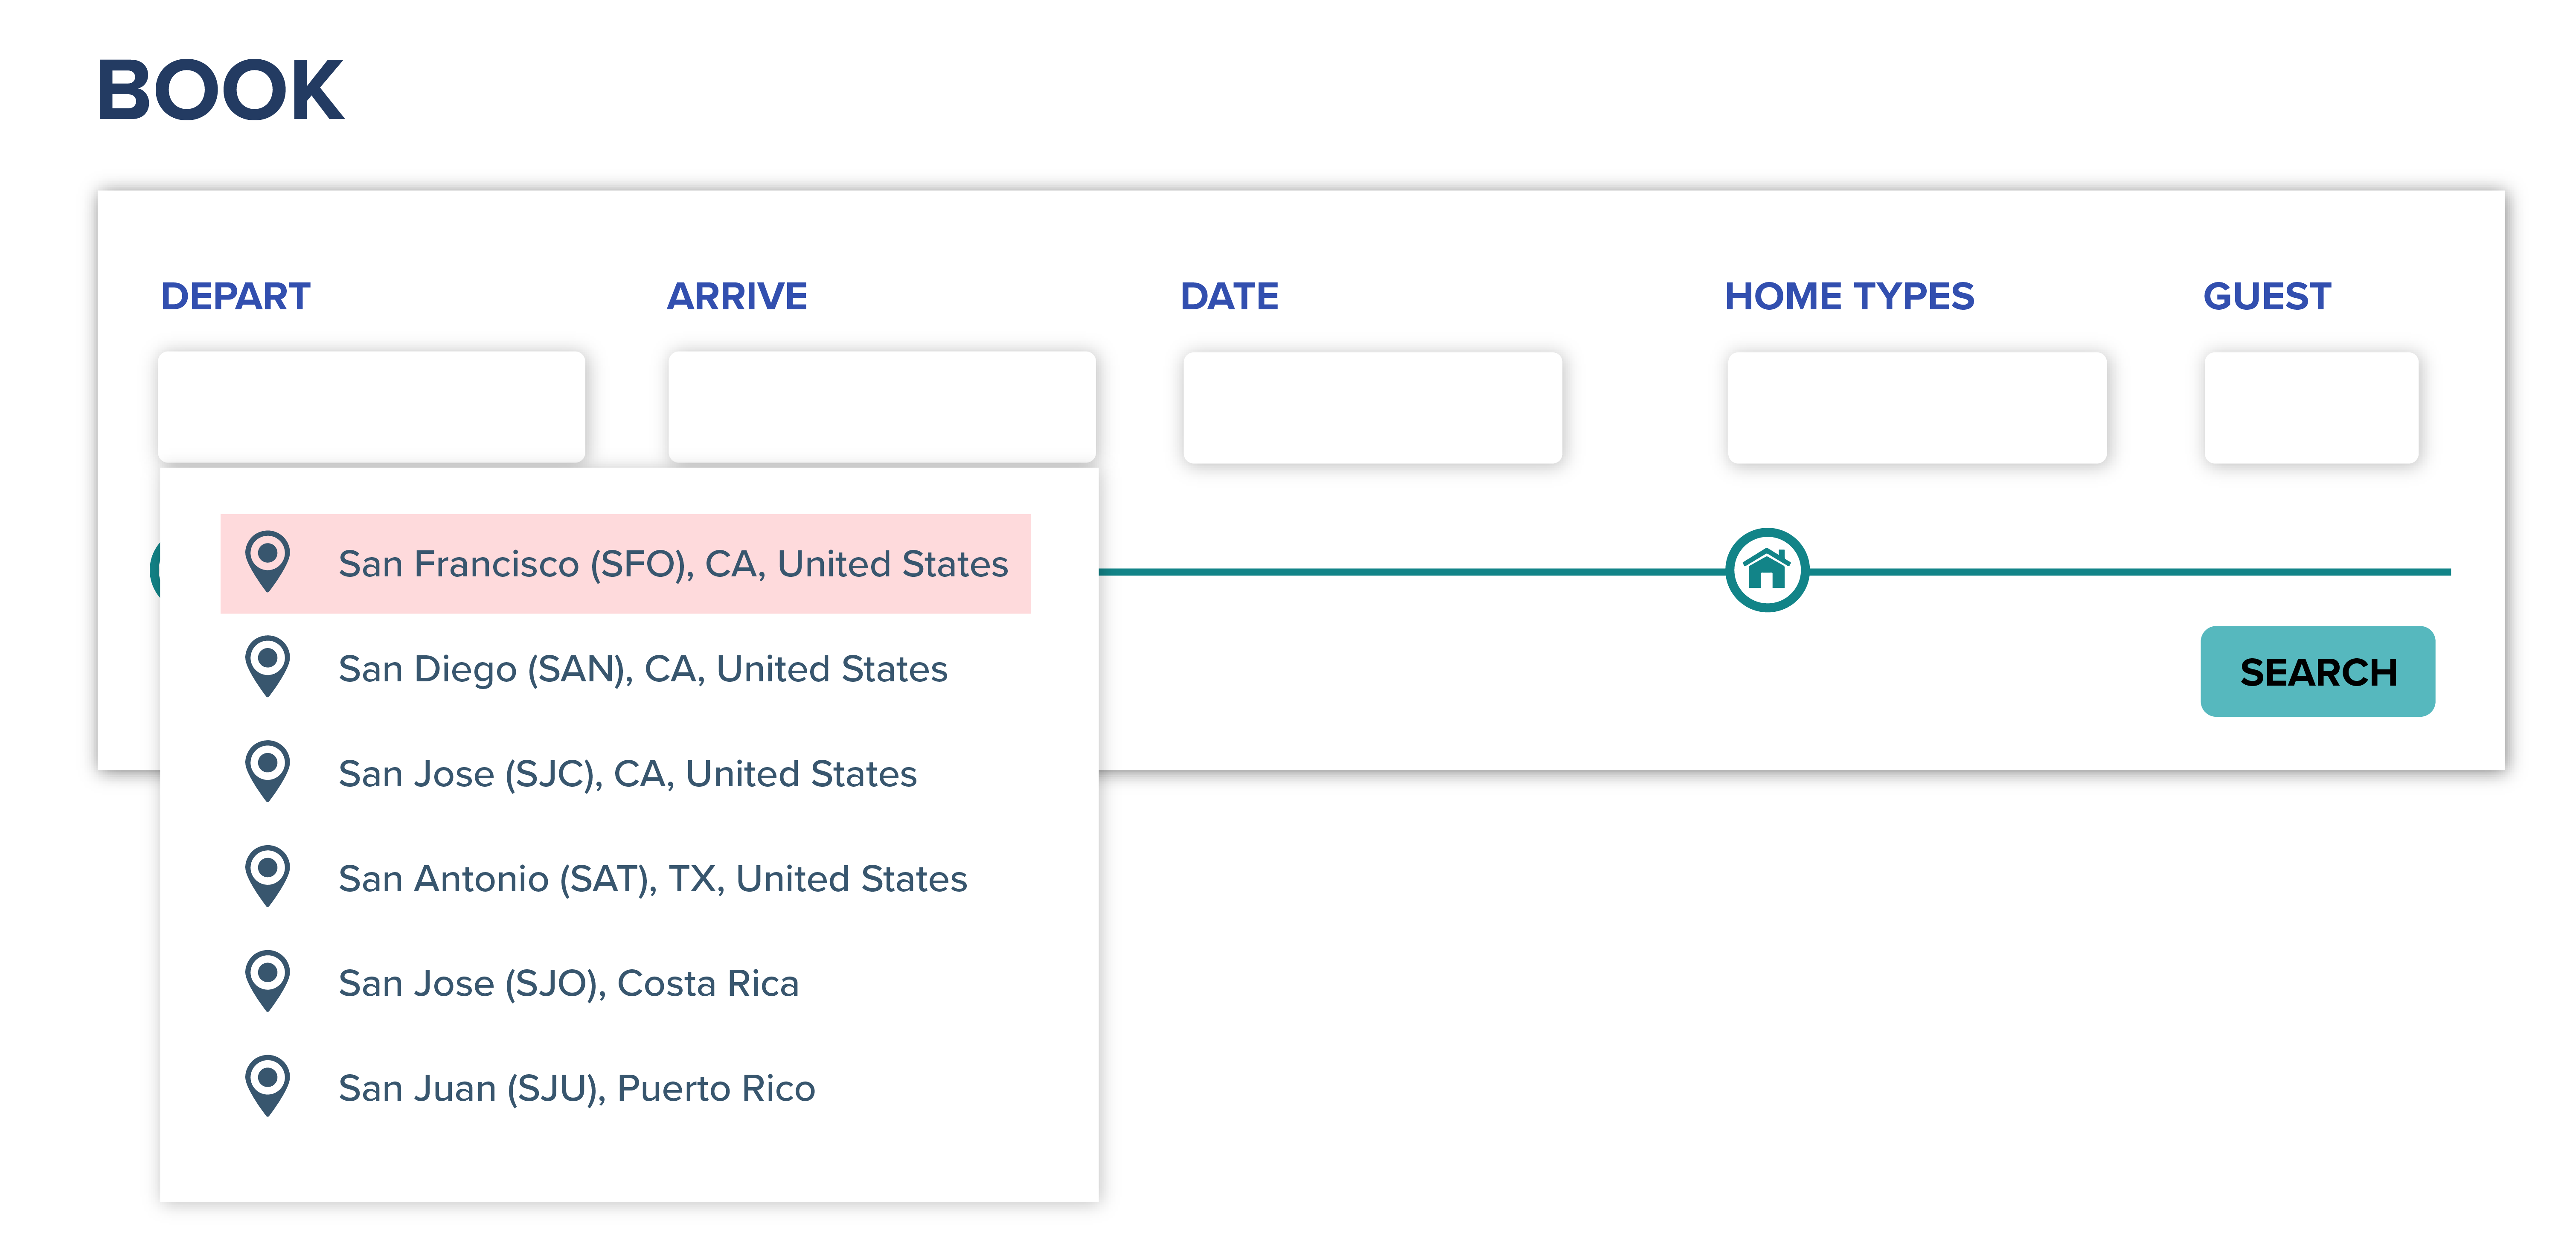 BOOK
DEPART
ARRIVE
DATE
HOME TYPES
GUEST
San Francisco (SFO), CA, United States
San Diego (SAN), CA, United States
San Jose (SJC), CA, United States
San Antonio (SAT), TX, United States
San Jose (SJO), Costa Rica
San Juan (SJU), Puerto Rico
SEARCH